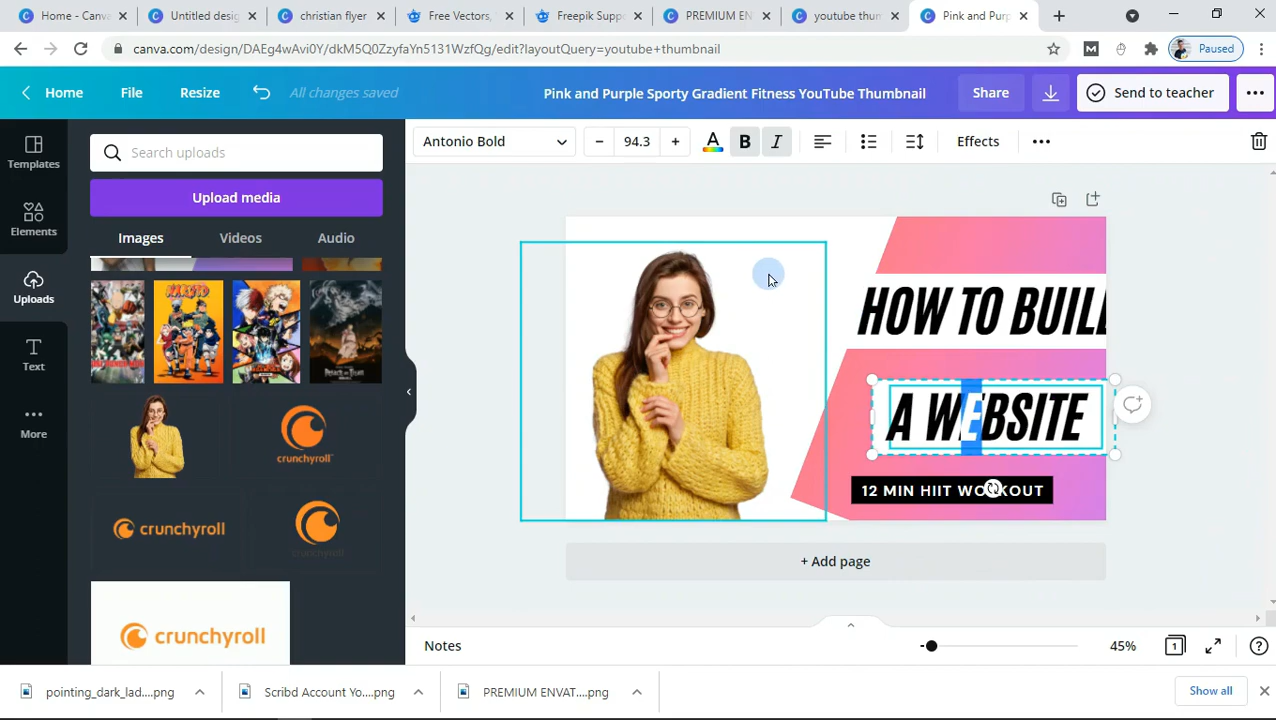 Home - Canv
Untitled desig
christian flyer
Free Vectors,
Freepik Suppo
PREMIUM EN
youtube thum
Pink and Purp
canva.com/design/DAEg4wAvi0Y/dkM5Q0ZzyfaYn5131WzfQg/edit?layoutQuery=youtube+thumbnail
Paused
Home
File
Resize
All changes saved
Pink and Purple Sporty Gradient Fitness YouTube Thumbnail
Share
Send to teacher
Templates
Elements
Uploads
Text
More
Search uploads
Upload media
Images
Videos
Audio
crunchyroll
crunchyroll
crunchyroll
crunchyroll
Antonio Bold
94.3
A
B
I
Effects
HOW TO BUIL
A WEBSITE
12 MIN HIIT WORKOUT
+ Add page
Notes
45%
1
pointing_dark_lad....png
Scribd Account Yo....png
PREMIUM ENVAT....png
Show all